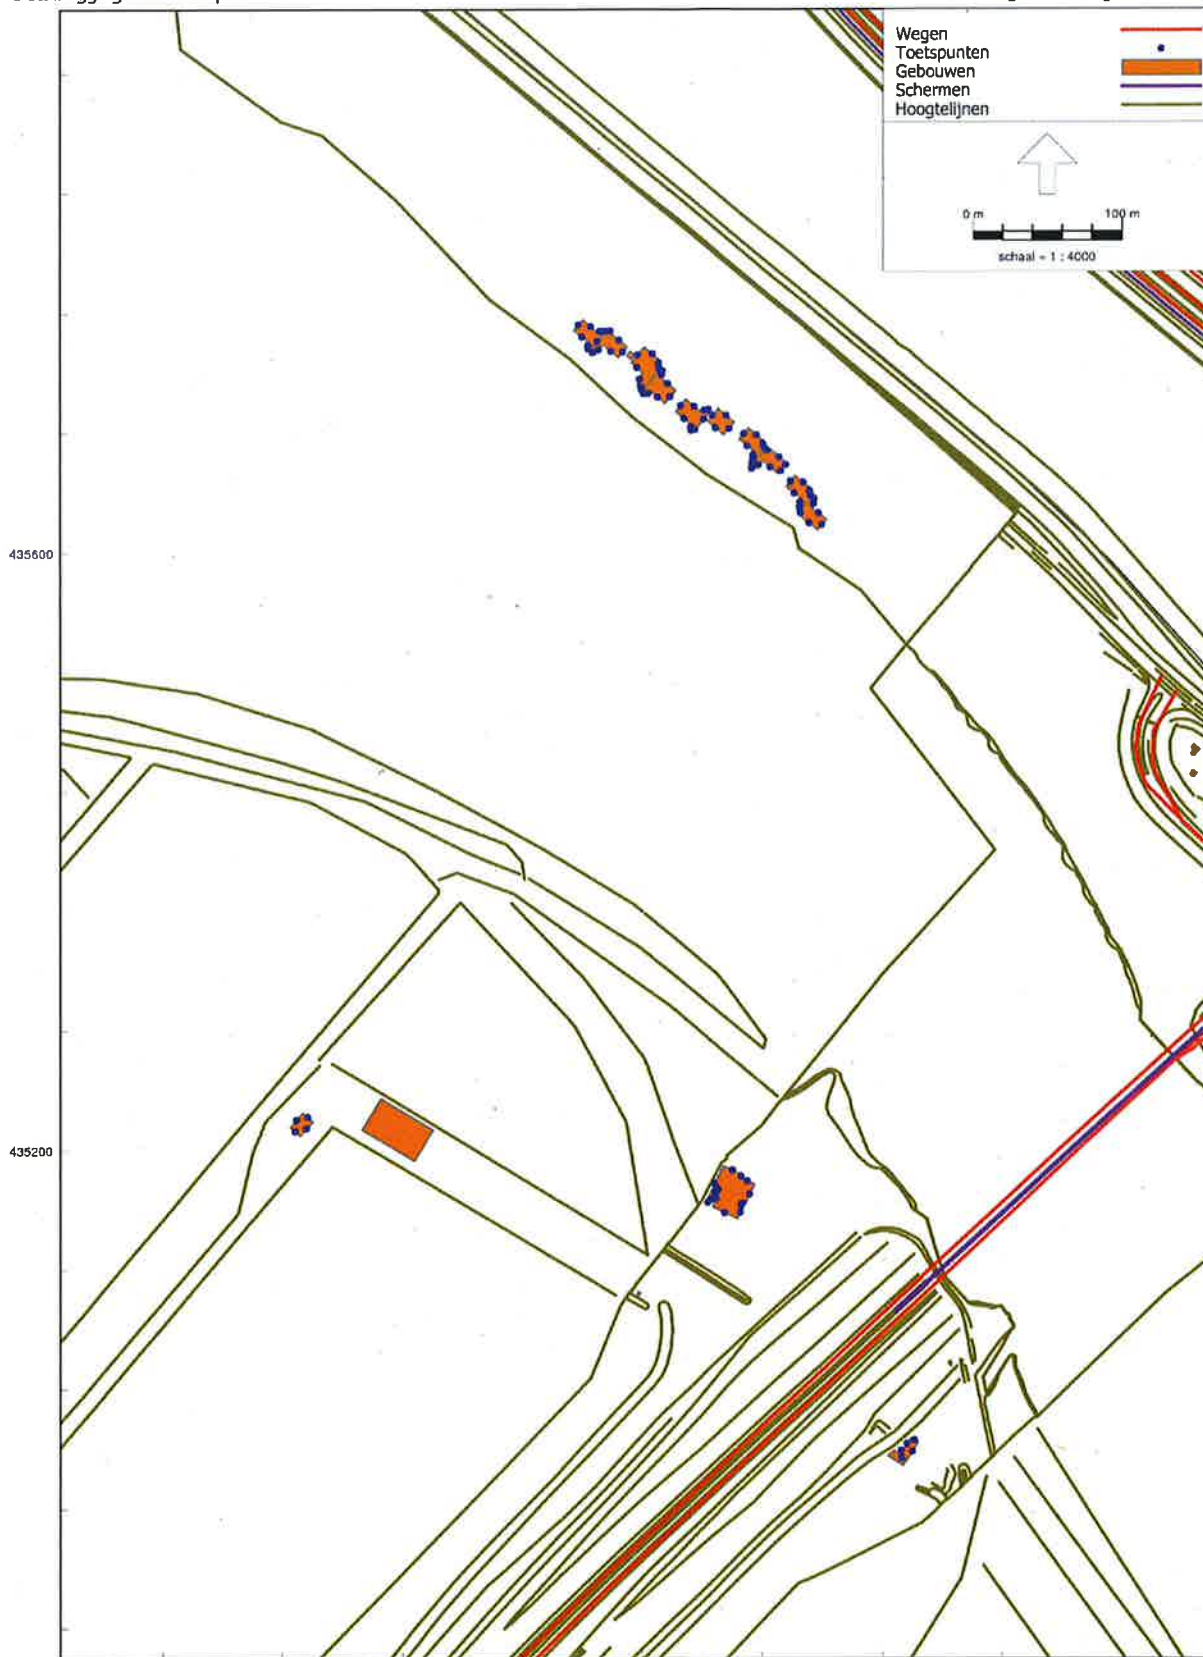 Wegen
Toetspunten
Gebouwen
Schermen
Hoogtelijnen
0 m 100 m
schaal = 1 : 4000
435600
435200